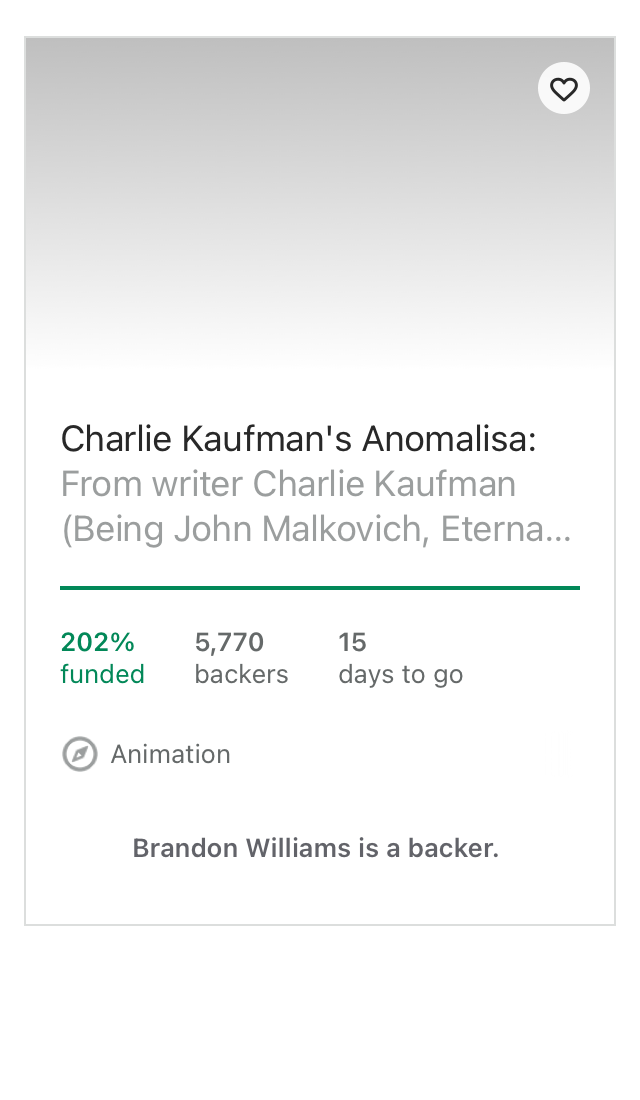 Charlie Kaufman's Anomalisa:
From writer Charlie Kaufman
(Being John Malkovich, Eterna...
202% 5,770 15
funded backers days to go
Animation
Brandon Williams is a backer.